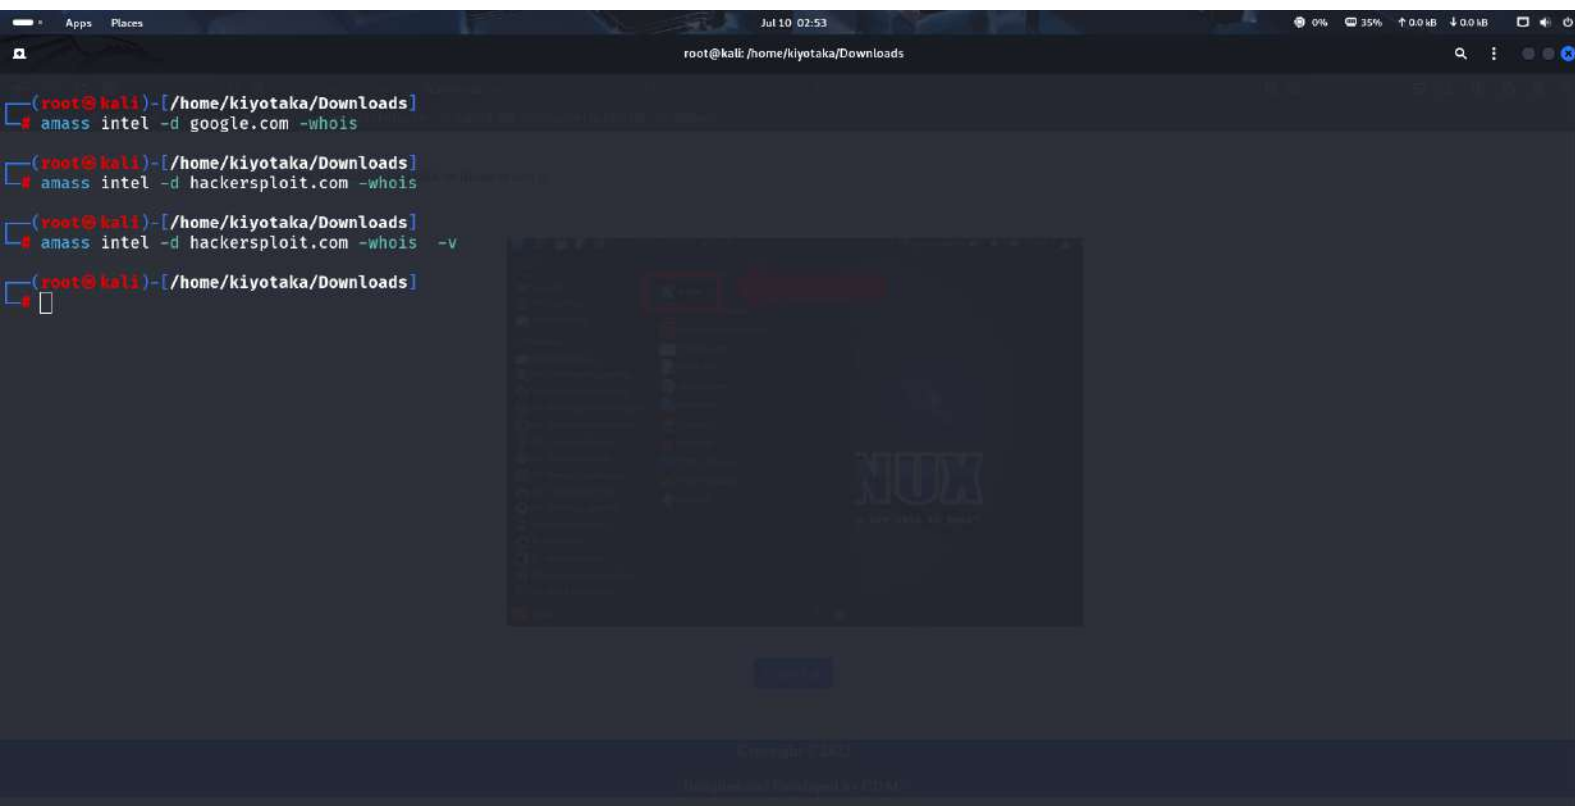 Apps Places Jul 10 02:53 0% 35% ↑ 0.0 kB ↓ 0.0 kB
root@kali: /home/kiyotaka/Downloads
┌──(root㉿kali)-[/home/kiyotaka/Downloads]
└─# amass intel -d google.com -whois
┌──(root㉿kali)-[/home/kiyotaka/Downloads]
└─# amass intel -d hackersploit.com -whois
┌──(root㉿kali)-[/home/kiyotaka/Downloads]
└─# amass intel -d hackersploit.com -whois  -v
┌──(root㉿kali)-[/home/kiyotaka/Downloads]
└─#
NUX